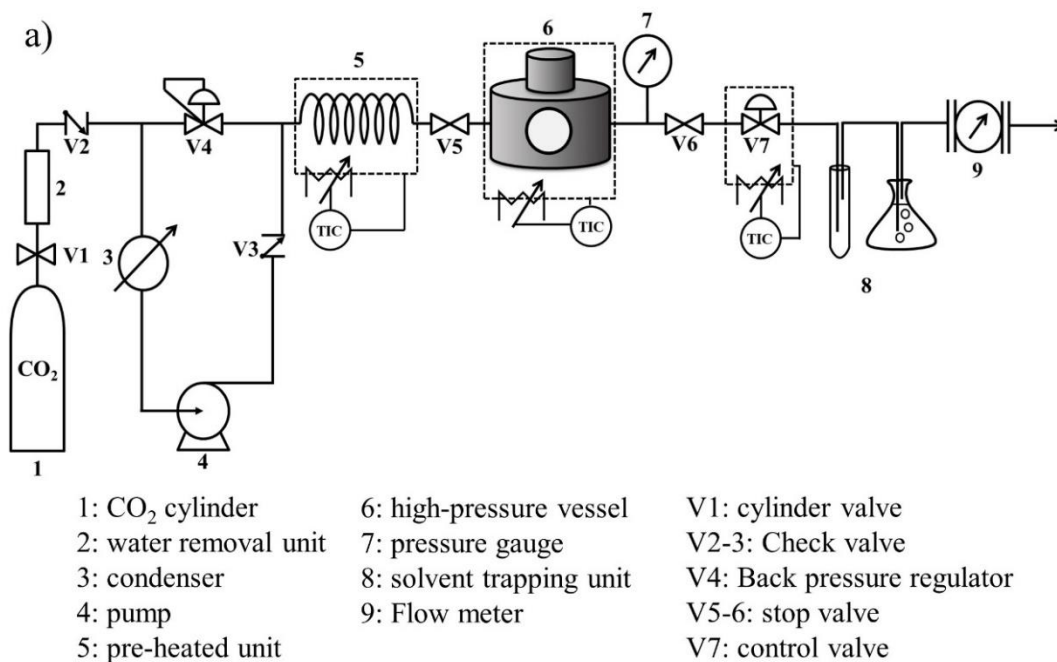 a)
7
6
5
V2
V4
V5
V6
V7
9
2
V1
3
V3
TIC
TIC
TIC
8
CO₂
1
4
1: CO₂ cylinder
2: water removal unit
3: condenser
4: pump
5: pre-heated unit
6: high-pressure vessel
7: pressure gauge
8: solvent trapping unit
9: Flow meter
V1: cylinder valve
V2-3: Check valve
V4: Back pressure regulator
V5-6: stop valve
V7: control valve